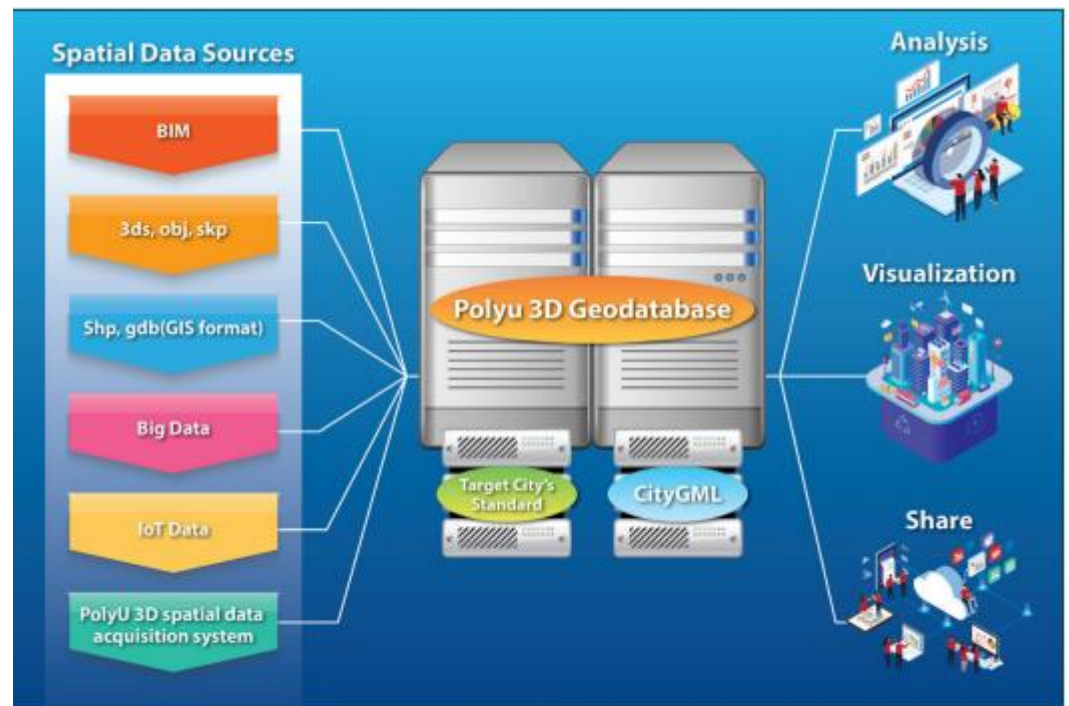 Spatial Data Sources
BIM
3ds, obj, skp
Shp, gdb(GIS format)
Big Data
IoT Data
PolyU 3D spatial data
acquisition system
Polyu 3D Geodatabase
Target City's
Standard
CityGML
Analysis
Visualization
Share